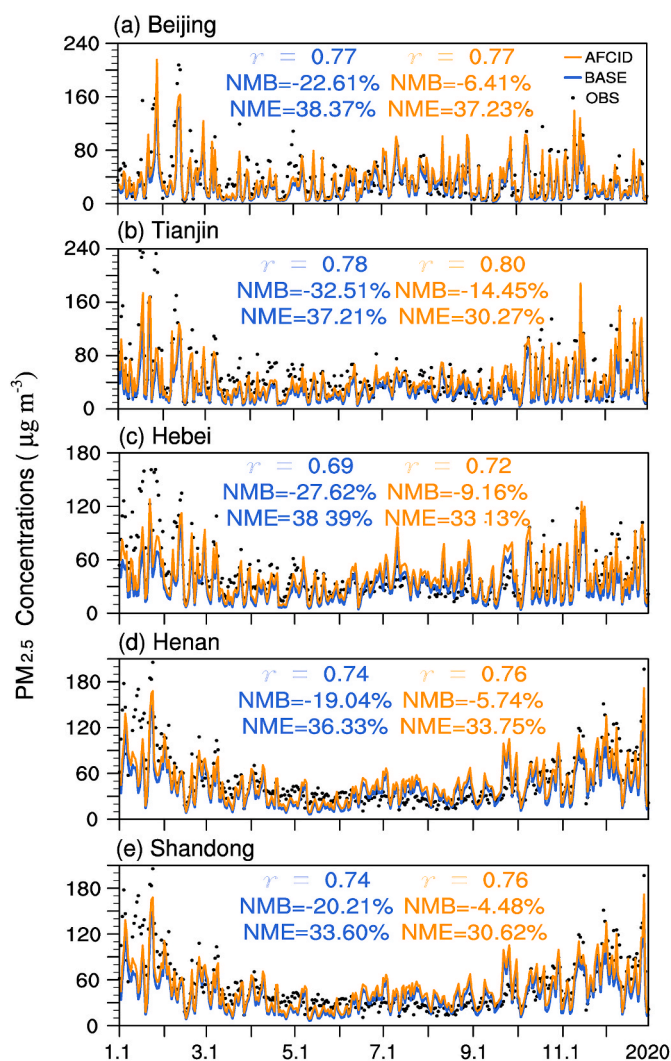 (a) Beijing
240
160
80
0
r = 0.77 r = 0.77
NMB=-22.61% NMB=-6.41%
NME=38.37% NME=37.23%
AFCID
BASE
OBS
(b) Tianjin
240
160
80
0
r = 0.78 r = 0.80
NMB=-32.51% NMB=-14.45%
NME=37.21% NME=30.27%
(c) Hebei
180
120
60
0
r = 0.69 r = 0.72
NMB=-27.62% NMB=-9.16%
NME=38 39% NME=33.13%
PM2.5 Concentrations ( μg m-3)
(d) Henan
180
120
60
0
r = 0.74 r = 0.76
NMB=-19.04% NMB=-5.74%
NME=36.33% NME=33.75%
(e) Shandong
180
120
60
0
r = 0.74 r = 0.76
NMB=-20.21% NMB=-4.48%
NME=33.60% NME=30.62%
1.1 3.1 5.1 7.1 9.1 11.1 2020